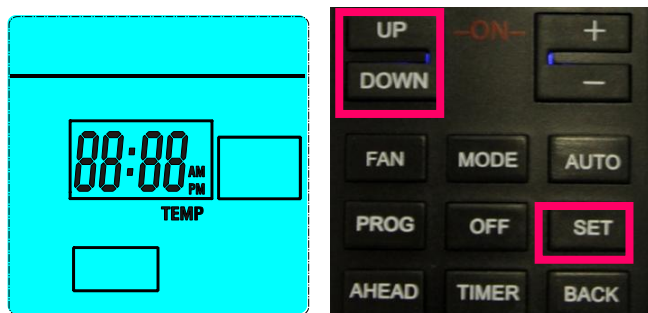 88:88 AM
PM
TEMP
UP -ON- +
DOWN -
FAN MODE AUTO
PROG OFF SET
AHEAD TIMER BACK